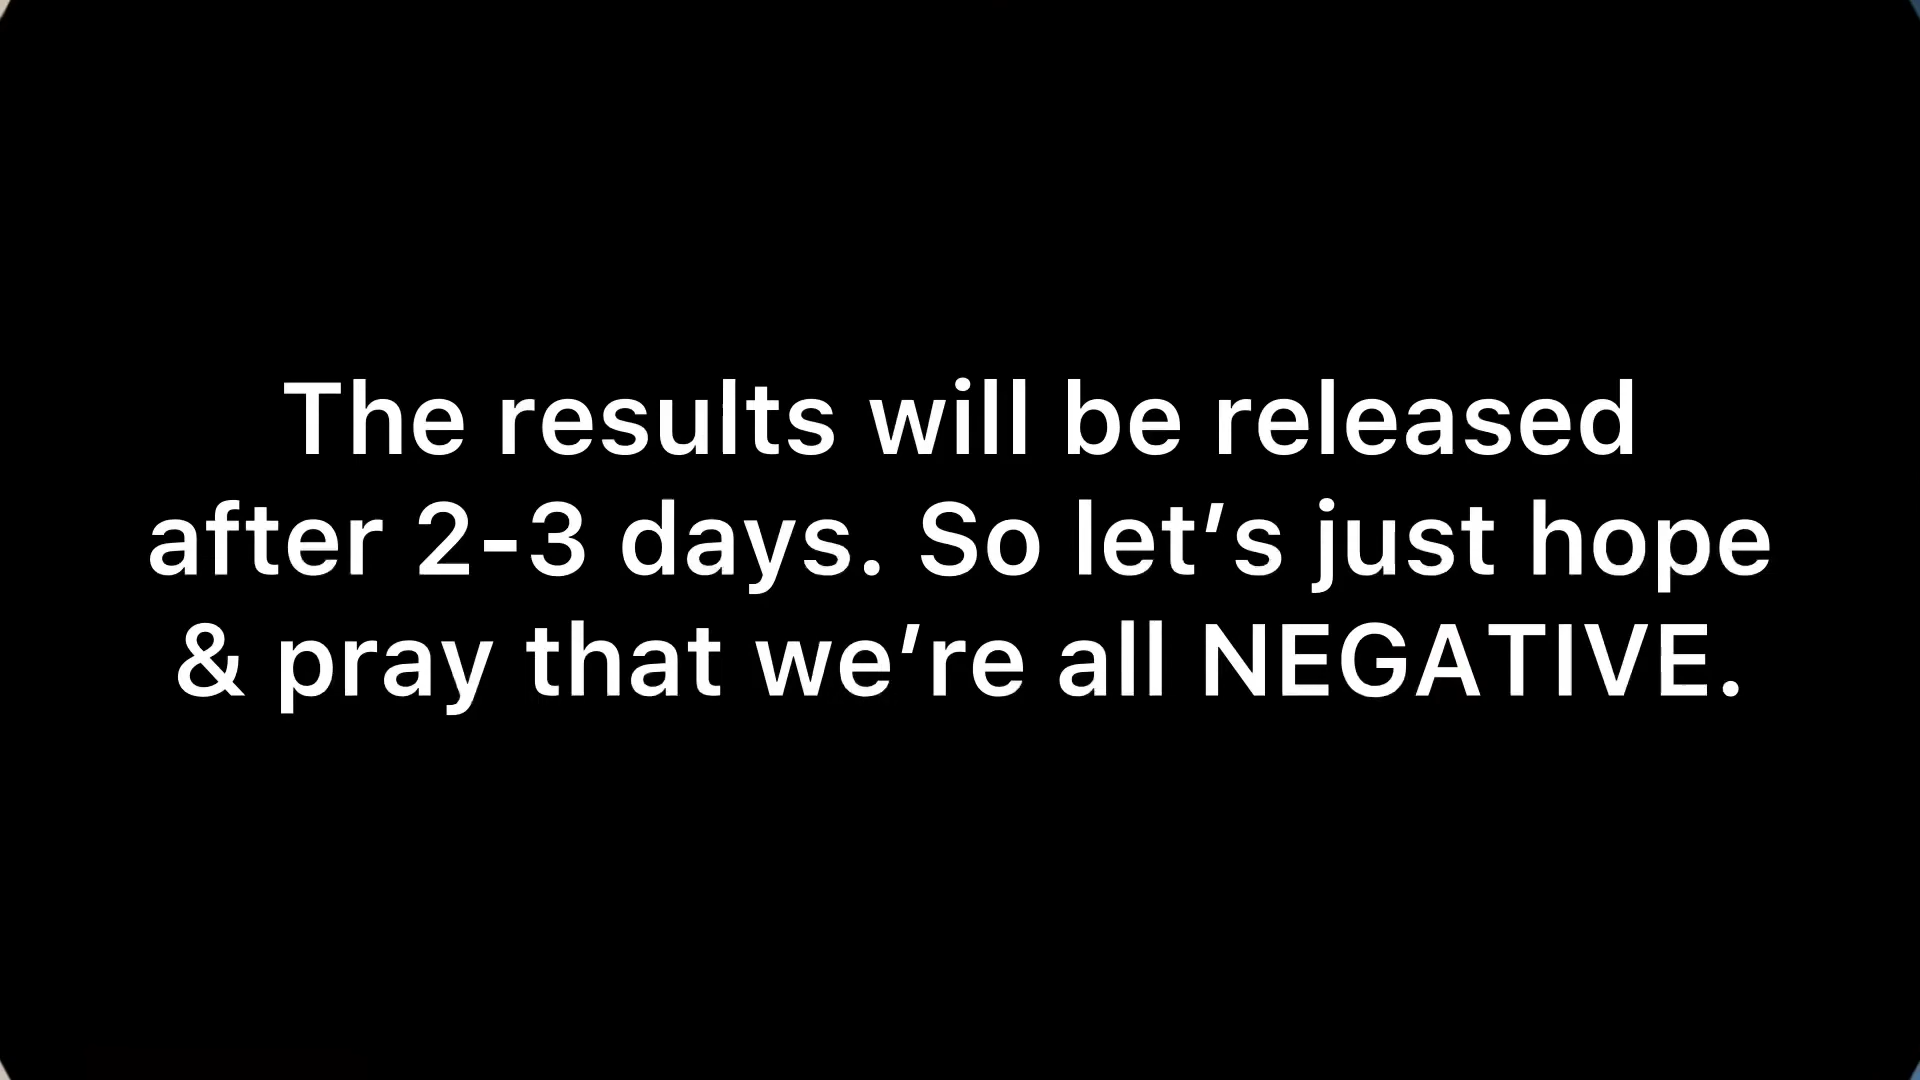 The results will be released
after 2-3 days. So let’s just hope
& pray that we’re all NEGATIVE.